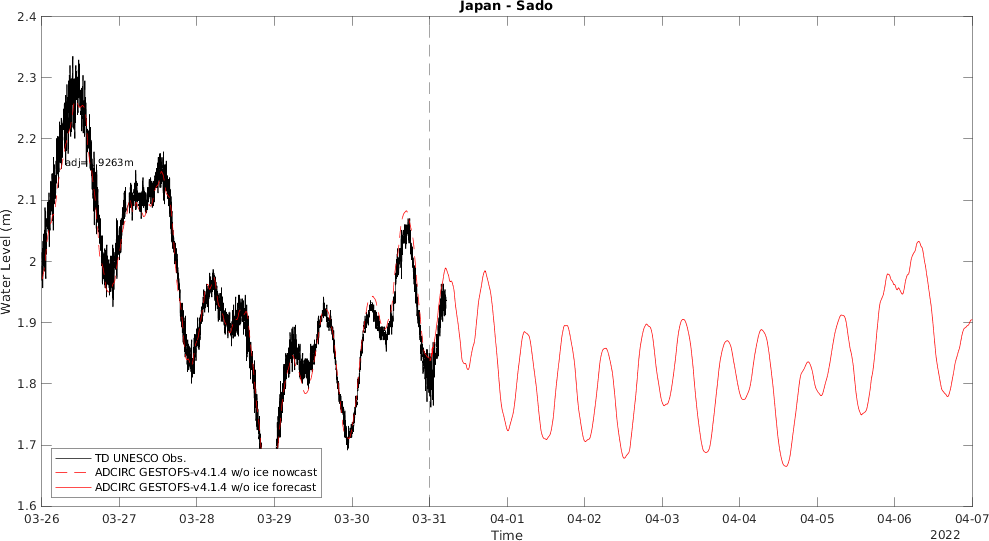 Japan - Sado
2.4
2.3
2.2
2.1
2
1.9
1.8
1.7
1.6
Water Level (m)
9263m
TD UNESCO Obs.
ADCIRC GESTOFS-v4.1.4 w/o ice nowcast
ADCIRC GESTOFS-v4.1.4 w/o ice forecast
03-26 03-27 03-28 03-29 03-30 03-31 04-01 04-02 04-03 04-04 04-05 04-06 04-07
Time
2022